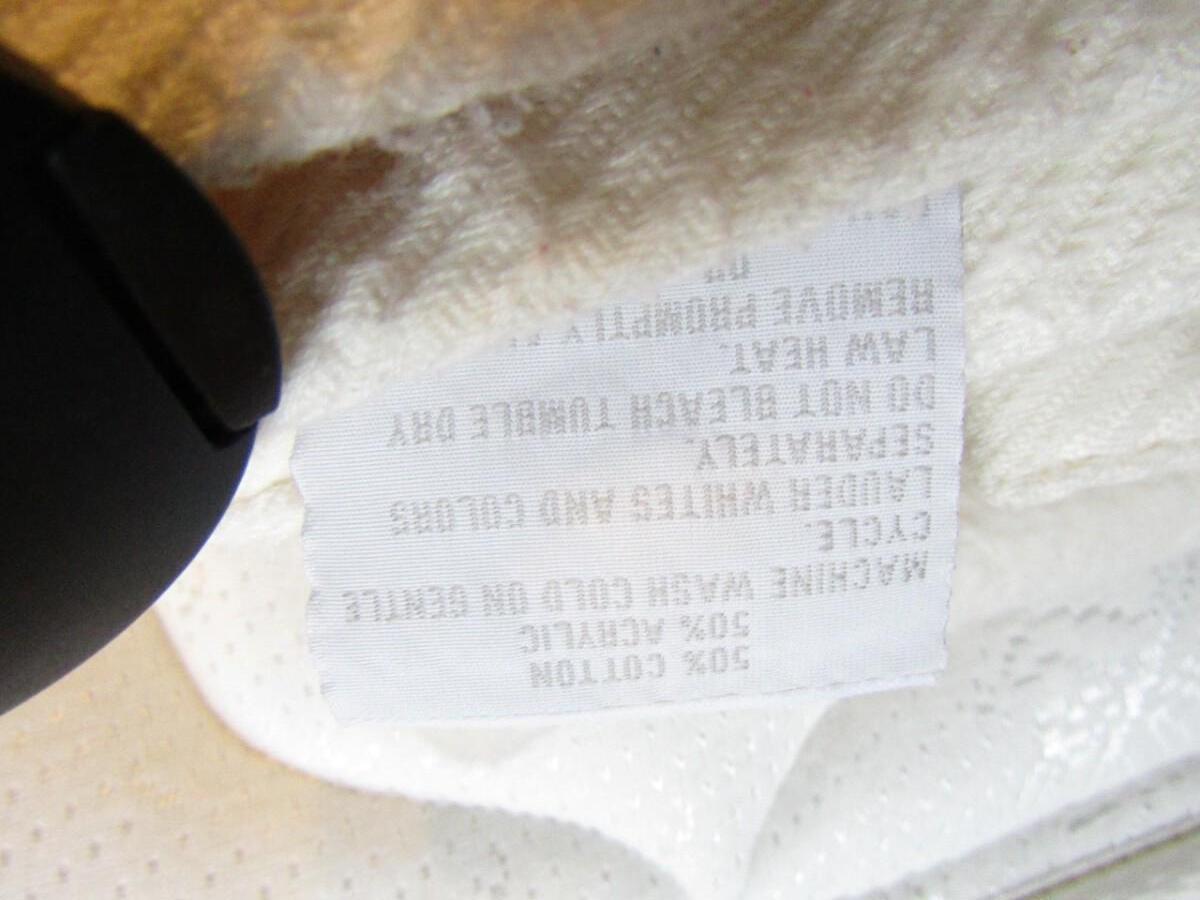 50% COTTON
50% ACRYLIC
MACHINE WASH COLD ON GENTLE
CYCLE.
LAUDER WHITES AND COLORS
SEPARATELY.
DO NOT BLEACH TUMBLE DRY
LAW HEAT.
REMOVE PROMPTLY